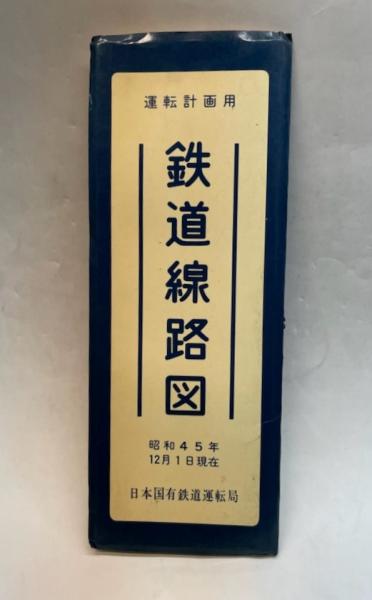 運転計画用
鉄道線路図
昭和45年
12月1日現在
日本国有鉄道運転局